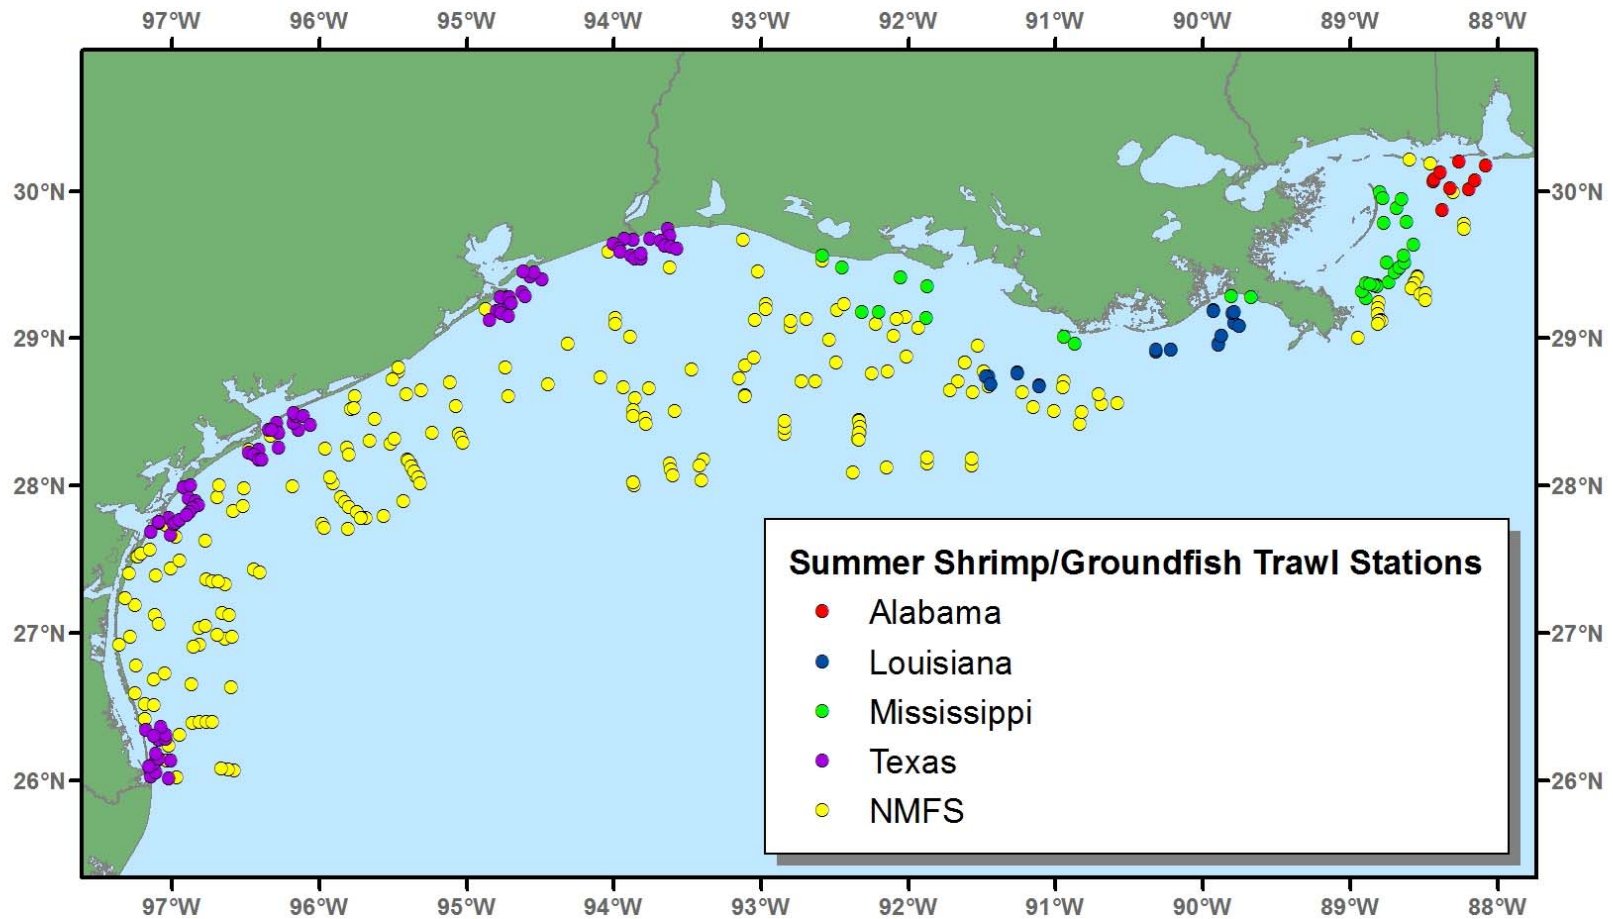 97°W 96°W 95°W 94°W 93°W 92°W 91°W 90°W 89°W 88°W
30°N 30°N
29°N 29°N
28°N 28°N
27°N 27°N
26°N 26°N
Summer Shrimp/Groundfish Trawl Stations
Alabama
Louisiana
Mississippi
Texas
NMFS
97°W 96°W 95°W 94°W 93°W 92°W 91°W 90°W 89°W 88°W